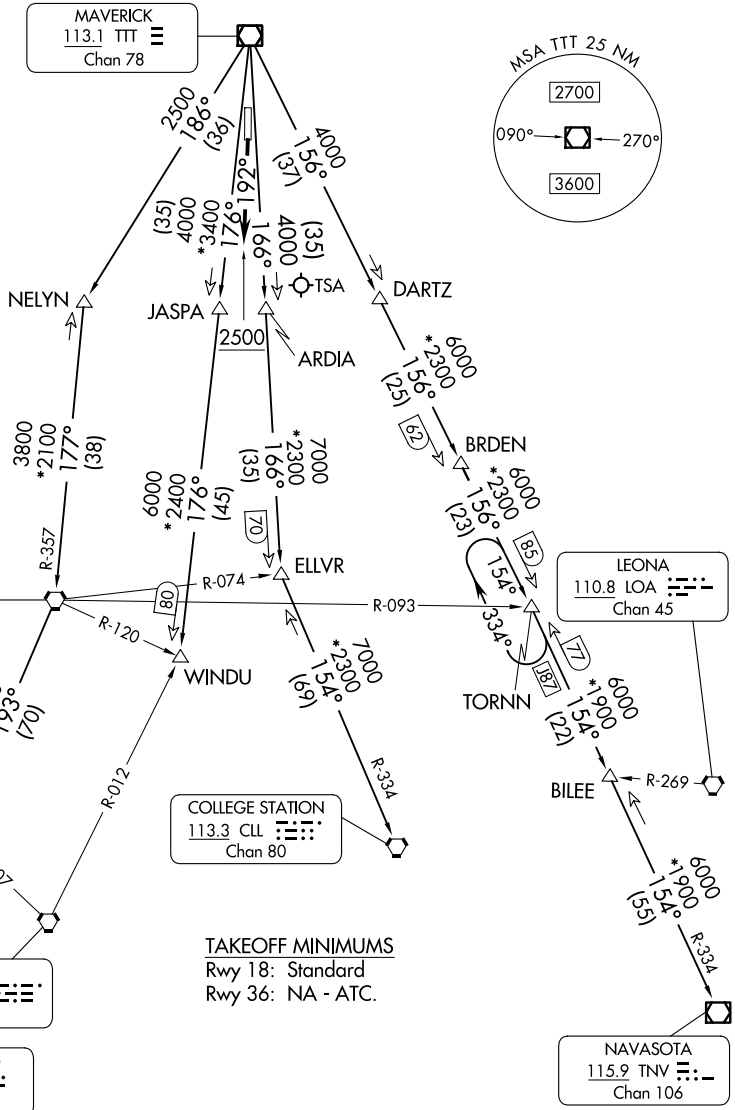 MAVERICK
113.1 TTT
Chan 78
MSA TTT 25 NM
2700
090°
270°
3600
2500
186°
(36)
(35)
4000
*3400
176°
192°
166°
4000
(35)
4000
156°
(37)
TSA
NELYN
JASPA
2500
ARDIA
DARTZ
6000
*2300
156°
(25)
62
BRDEN
3800
*2100
177°
(38)
6000
*2400
176°
(45)
7000
*2300
166°
(35)
70
6000
*2300
156°
(23)
85
R-357
ELLVR
R-074
R-093
R-120
80
WINDU
154°
334°
LEONA
110.8 LOA
Chan 45
77
J87
TORNN
193°
(70)
7000
*2300
154°
(69)
6000
*1900
154°
(22)
R-012
R-334
BILEE
R-269
COLLEGE STATION
113.3 CLL
Chan 80
07
6000
*1900
154°
(55)
R-334
TAKEOFF MINIMUMS
Rwy 18: Standard
Rwy 36: NA - ATC.
NAVASOTA
115.9 TNV
Chan 106